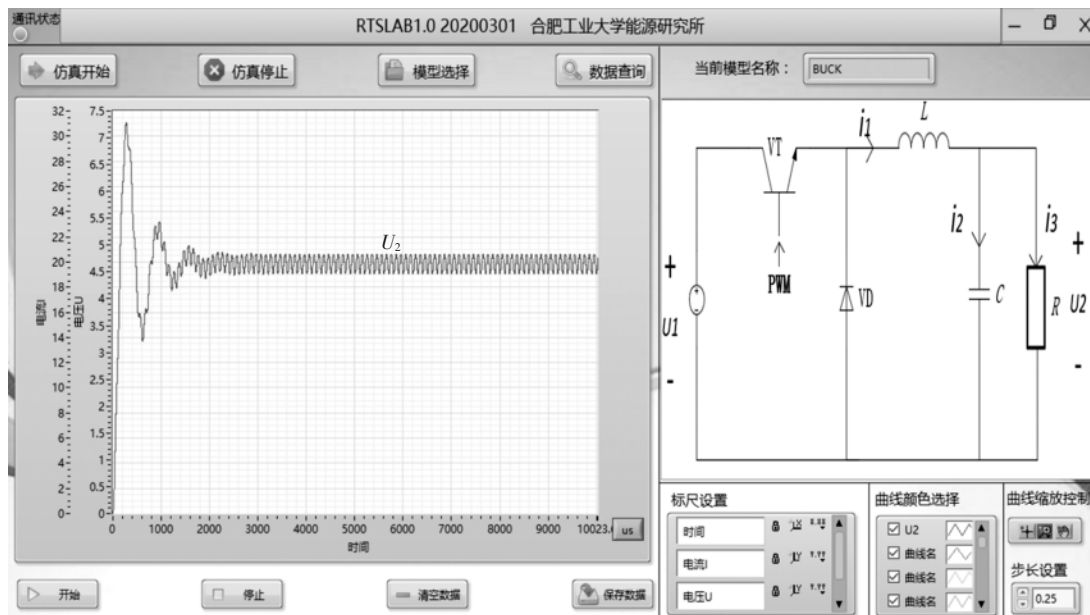 通讯状态
RTSLAB1.0 20200301 合肥工业大学能源研究所
仿真开始
仿真停止
模型选择
数据查询
当前模型名称：
BUCK
32
30
28
26
24
22
20
18
16
14
12
10
8
6
4
2
0
电流I
7.5
7
6.5
6
5.5
5
4.5
4
3.5
3
2.5
2
1.5
1
0.5
0
电压U
U2
0 1000 2000 3000 4000 5000 6000 7000 8000 9000 10023.
us
时间
VT
i1
L
i2
i3
PWM
VD
C
R
+
U1
-
+
U2
-
标尺设置
时间
电流I
电压U
曲线颜色选择
U2
曲线名
曲线名
曲线名
曲线缩放控制
步长设置
0.25
开始
停止
清空数据
保存数据